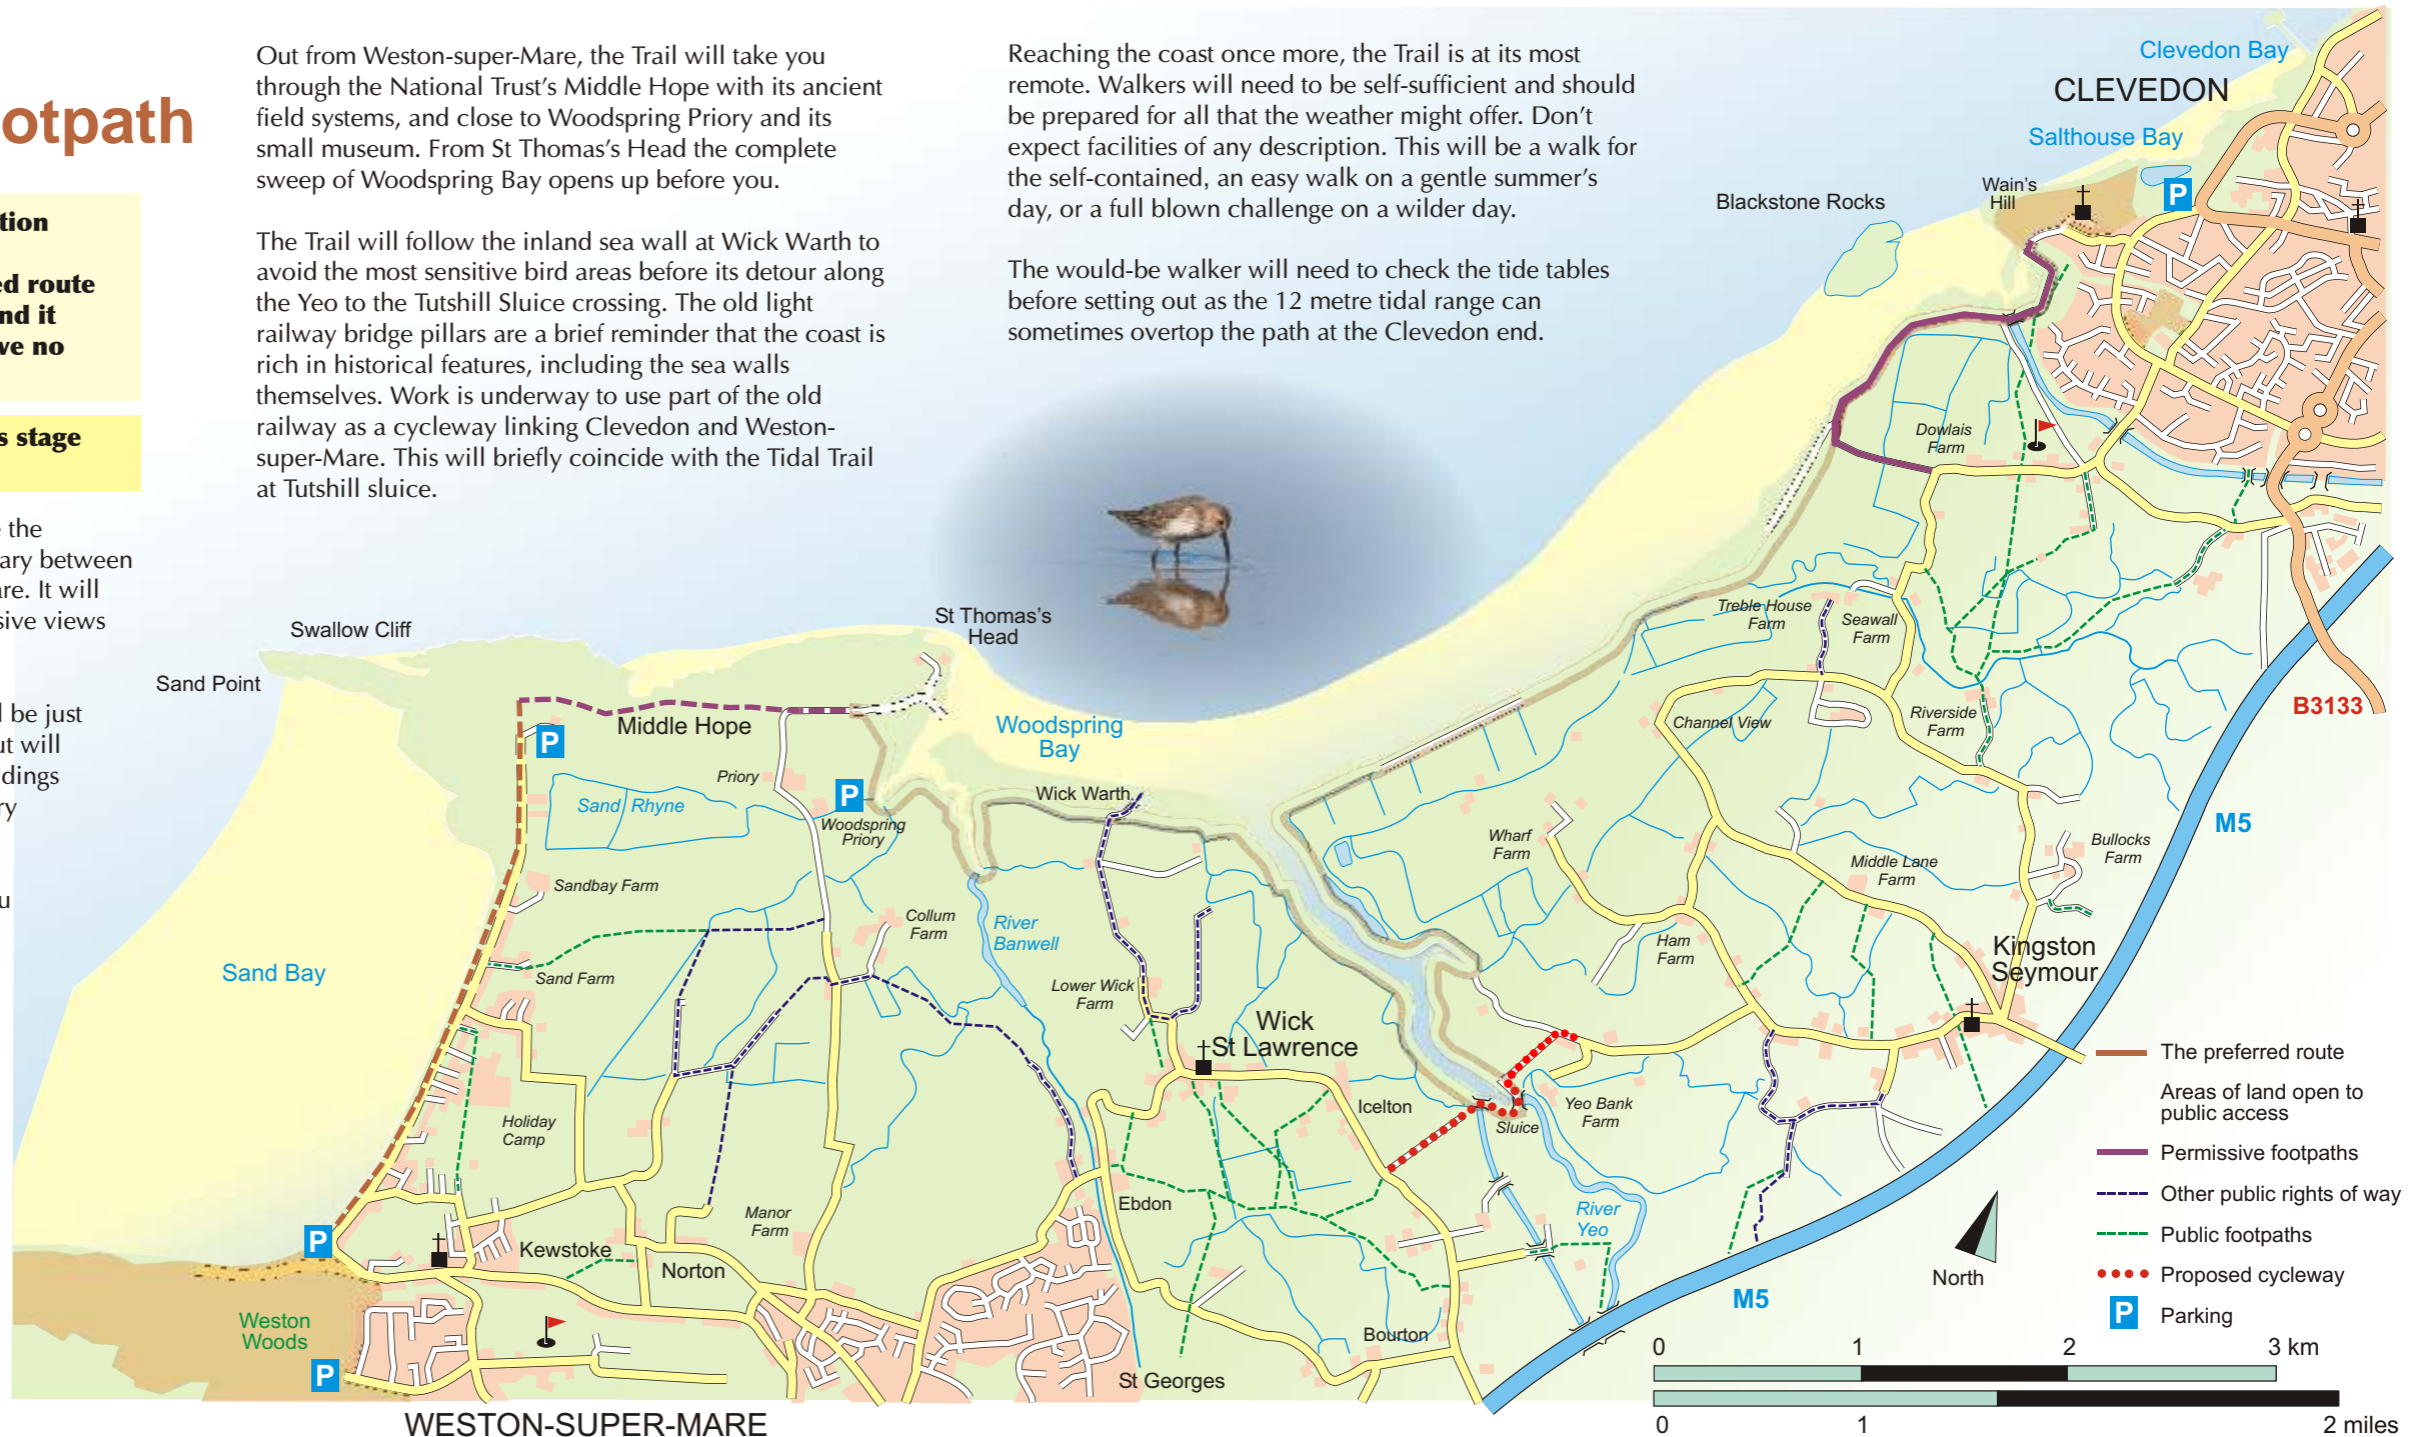 otpath
tion
ed route
nd it
ve no
s stage
e the
ary between
are. It will
sive views
l be just
ut will
dings
ry
u
Out from Weston-super-Mare, the Trail will take you
through the National Trust's Middle Hope with its ancient
field systems, and close to Woodspring Priory and its
small museum. From St Thomas's Head the complete
sweep of Woodspring Bay opens up before you.
The Trail will follow the inland sea wall at Wick Warth to
avoid the most sensitive bird areas before its detour along
the Yeo to the Tutshill Sluice crossing. The old light
railway bridge pillars are a brief reminder that the coast is
rich in historical features, including the sea walls
themselves. Work is underway to use part of the old
railway as a cycleway linking Clevedon and Weston-
super-Mare. This will briefly coincide with the Tidal Trail
at Tutshill sluice.
Reaching the coast once more, the Trail is at its most
remote. Walkers will need to be self-sufficient and should
be prepared for all that the weather might offer. Don't
expect facilities of any description. This will be a walk for
the self-contained, an easy walk on a gentle summer's
day, or a full blown challenge on a wilder day.
The would-be walker will need to check the tide tables
before setting out as the 12 metre tidal range can
sometimes overtop the path at the Clevedon end.
Clevedon Bay
CLEVEDON
Salthouse Bay
Wain's
Hill
P
Blackstone Rocks
Dowlais
Farm
Treble House
Farm
Seawall
Farm
Channel View
Riverside
Farm
B3133
M5
Swallow Cliff
Sand Point
St Thomas's
Head
Middle Hope
P
Woodspring
Bay
Priory
P
Woodspring
Priory
Sand Rhyne
Wick Warth
Wharf
Farm
Middle Lane
Farm
Bullocks
Farm
Sandbay Farm
Collum
Farm
River
Banwell
Ham
Farm
Kingston
Seymour
Sand Bay
Sand Farm
Lower Wick
Farm
Wick
St Lawrence
Icelton
Sluice
Yeo Bank
Farm
Holiday
Camp
Manor
Farm
Ebdon
River
Yeo
P
Kewstoke
Norton
Weston
Woods
P
St Georges
Bourton
M5
WESTON-SUPER-MARE
North
The preferred route
Areas of land open to
public access
Permissive footpaths
Other public rights of way
Public footpaths
Proposed cycleway
P Parking
0 1 2 3 km
0 1 2 miles